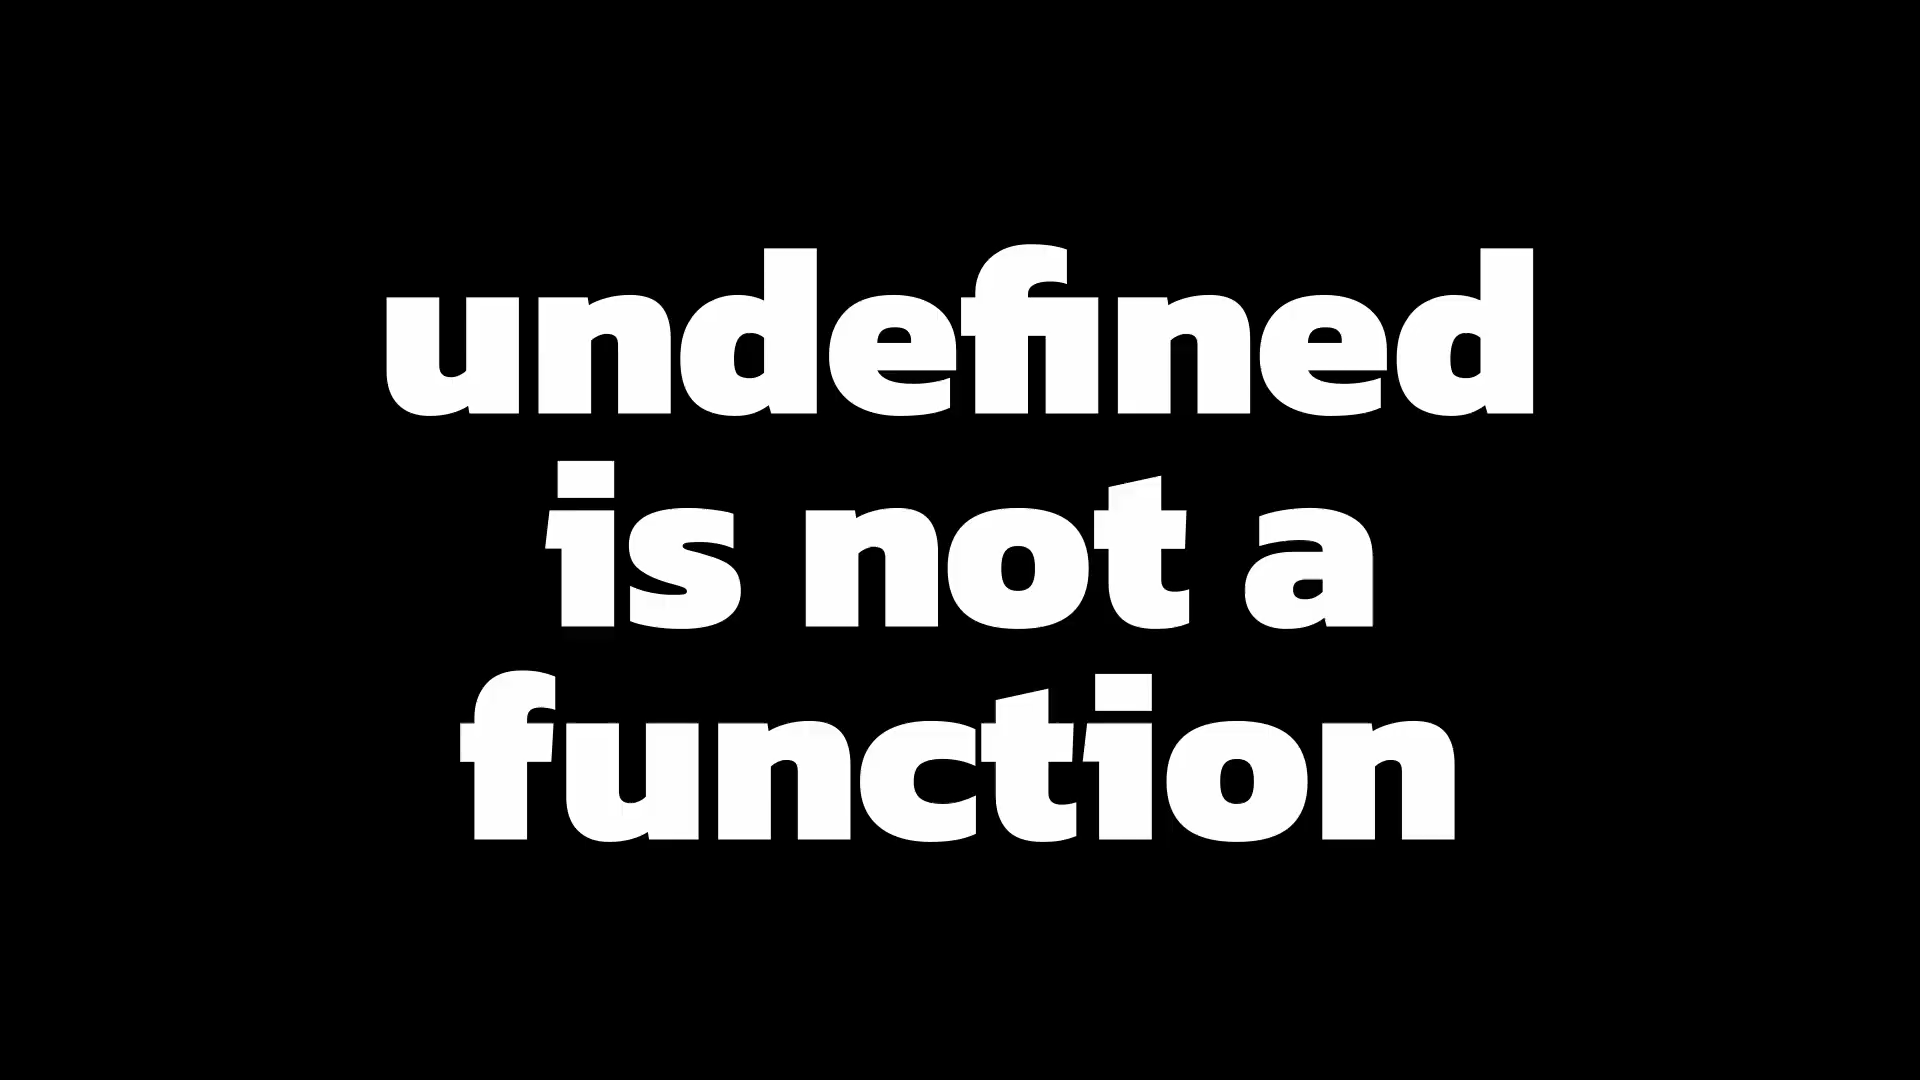 undefined
is not a
function